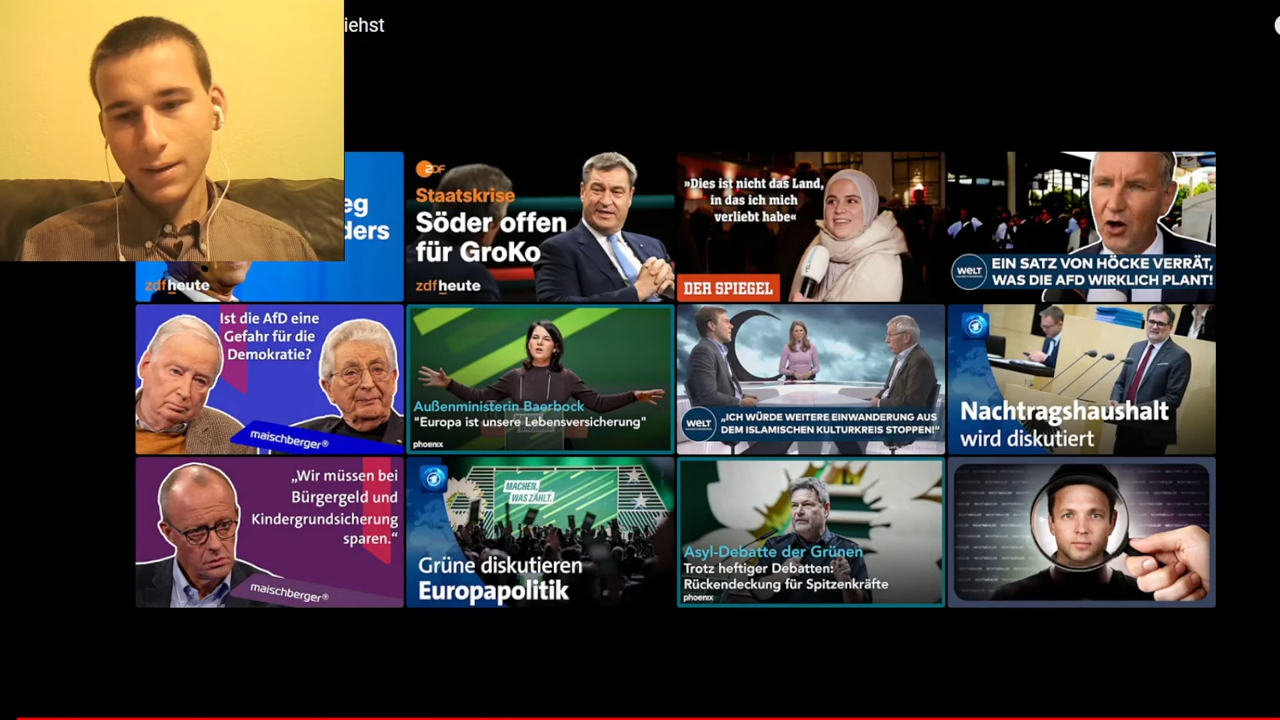 iehst
eg
ders
zdfheute
ZDF
Staatskrise
Söder offen
für GroKo
zdfheute
»Dies ist nicht das Land,
in das ich mich
verliebt habe«
DER SPIEGEL
welt
EIN SATZ VON HÖCKE VERRÄT,
WAS DIE AFD WIRKLICH PLANT!
Ist die AfD eine
Gefahr für die
Demokratie?
maischberger
Außenministerin Baerbock
"Europa ist unsere Lebensversicherung"
phoenix
welt
„ICH WÜRDE WEITERE EINWANDERUNG AUS
DEM ISLAMISCHEN KULTURKREIS STOPPEN!“
Nachtragshaushalt
wird diskutiert
„Wir müssen bei
Bürgergeld und
Kindergrundsicherung
sparen.“
maischberger
MACHEN,
WAS ZÄHLT.
Grüne diskutieren
Europapolitik
Asyl-Debatte der Grünen
Trotz heftiger Debatten:
Rückendeckung für Spitzenkräfte
phoenix